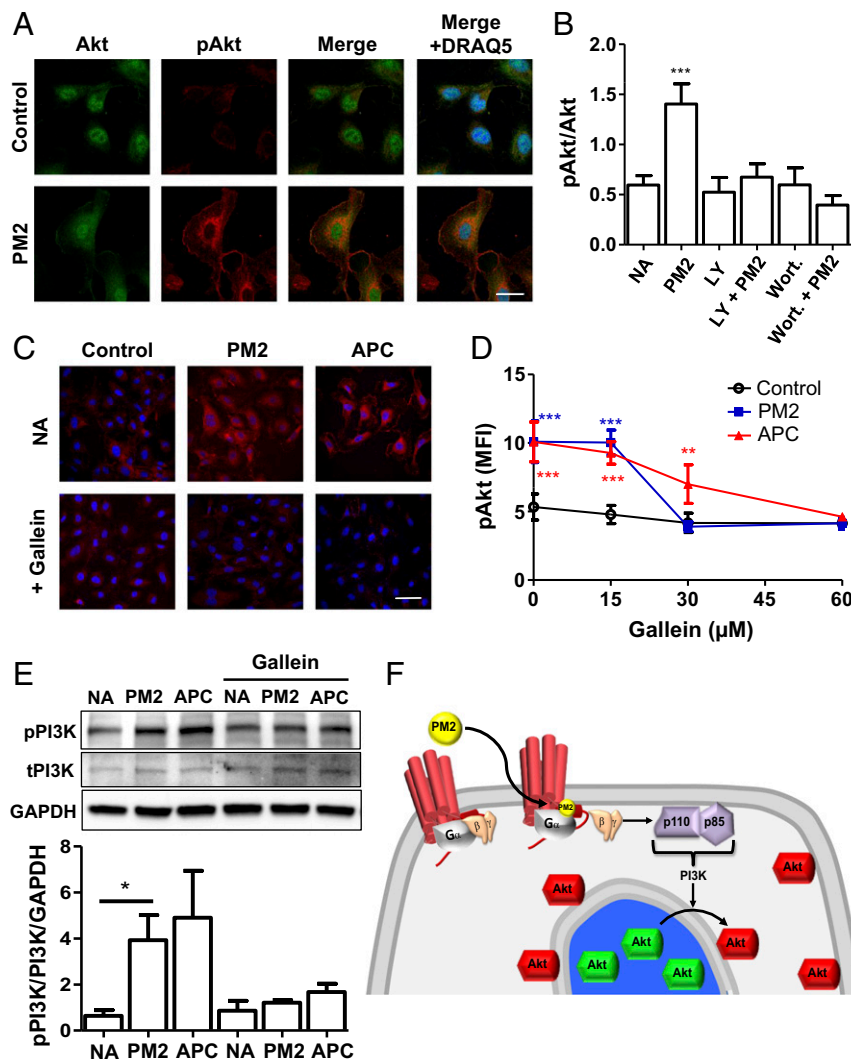 A
Akt
pAkt
Merge
Merge
+DRAQ5
Control
PM2
B
pAkt/Akt
2.0
1.5
1.0
0.5
0.0
***
NA
PM2
LY
LY + PM2
Wort.
Wort. + PM2
C
Control
PM2
APC
NA
+ Gallein
D
pAkt (MFI)
15
10
5
0
***
***
***
**
Control
PM2
APC
0
15
30
45
60
Gallein (µM)
E
Gallein
NA
PM2
APC
NA
PM2
APC
pPI3K
tPI3K
GAPDH
pPI3K/PI3K/GAPDH
8
6
4
2
0
*
NA
PM2
APC
NA
PM2
APC
F
PM2
Gα
β
γ
PM2
Gα
β
γ
p110
p85
PI3K
Akt
Akt
Akt
Akt
Akt
Akt
Akt
Akt
Akt